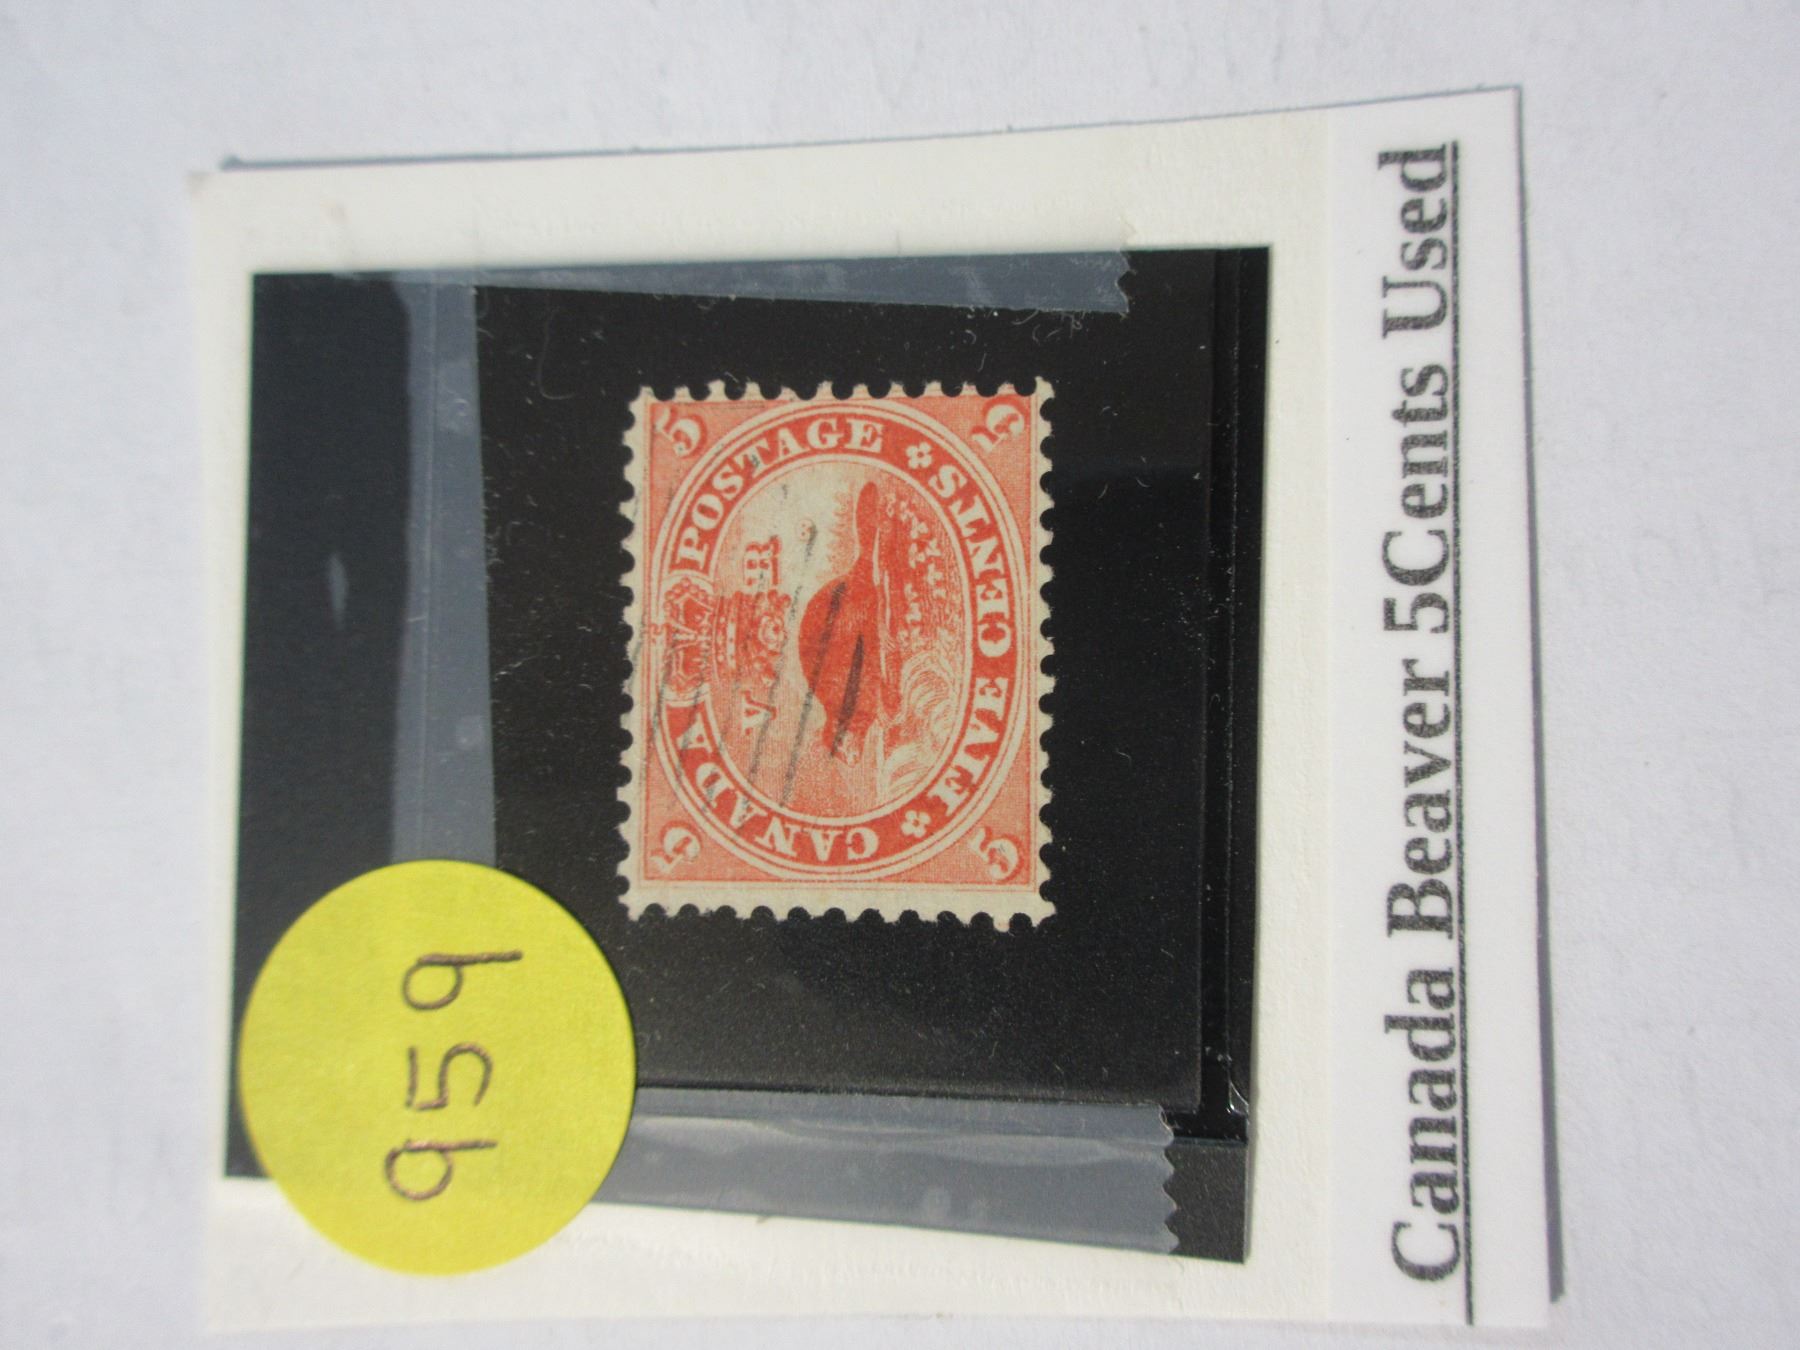 5 5
CANADA POSTAGE
V R
FIVE CENTS
5 5
959
Canada Beaver 5Cents Used